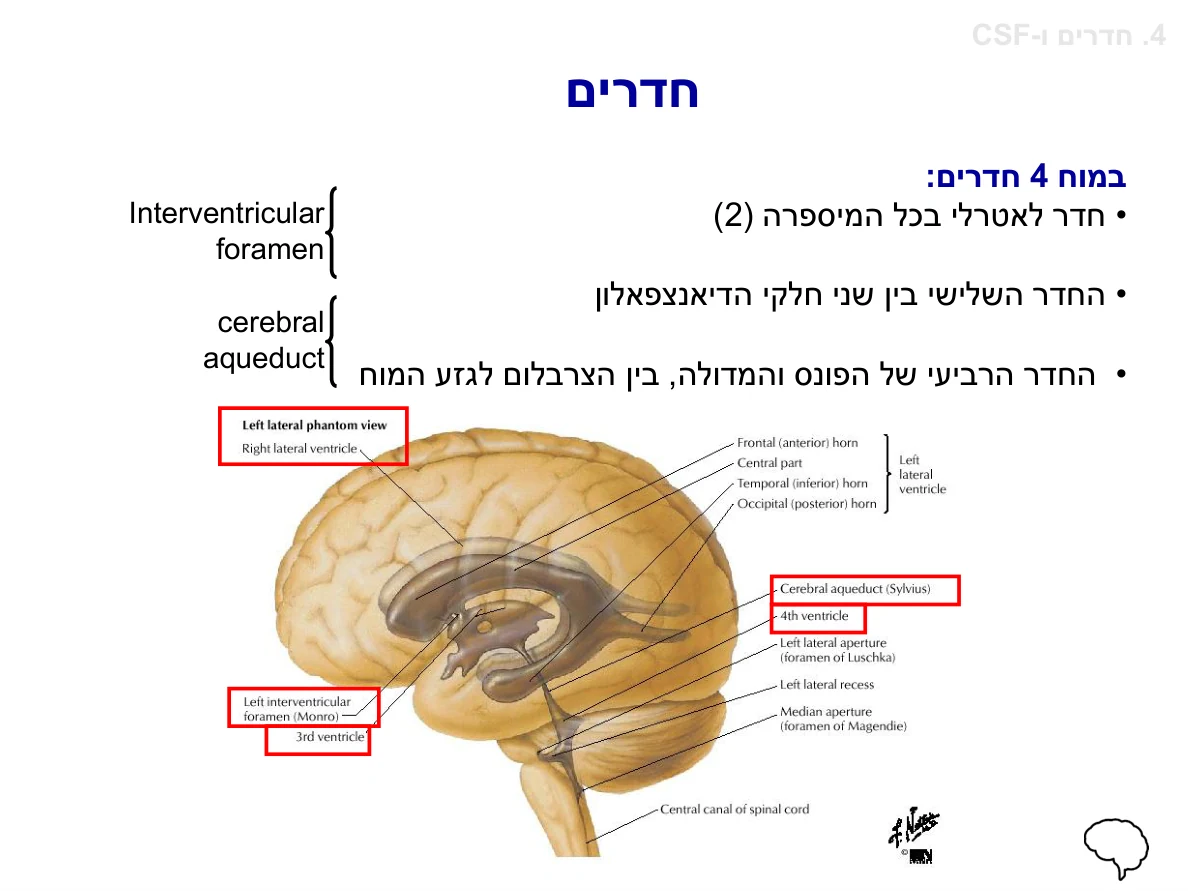 4. חדרים ו-CSF
חדרים
במוח 4 חדרים:
• חדר לאטרלי בכל המיספרה (2)
• החדר השלישי בין שני חלקי הדיאנצפאלון
• החדר הרביעי של הפונס והמדולה, בין הצרבלום לגזע המוח
Interventricular
foramen
cerebral
aqueduct
Left lateral phantom view
Right lateral ventricle
Frontal (anterior) horn
Central part
Temporal (inferior) horn
Occipital (posterior) horn
Left
lateral
ventricle
Cerebral aqueduct (Sylvius)
4th ventricle
Left lateral aperture
(foramen of Luschka)
Left lateral recess
Median aperture
(foramen of Magendie)
Left interventricular
foramen (Monro)
3rd ventricle
Central canal of spinal cord
©